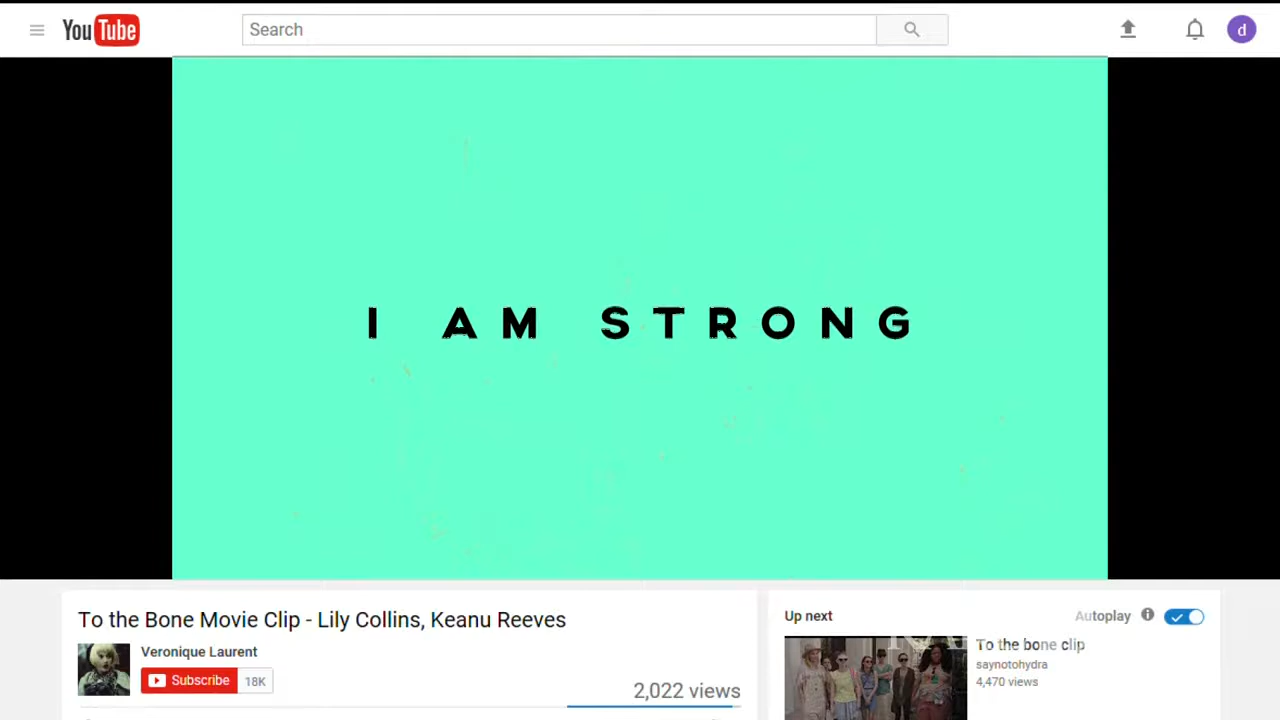 YouTube
Search
d
I AM STRONG
To the Bone Movie Clip - Lily Collins, Keanu Reeves
Veronique Laurent
Subscribe 18K
2,022 views
Up next
Autoplay
To the bone clip
saynotohydra
4,470 views